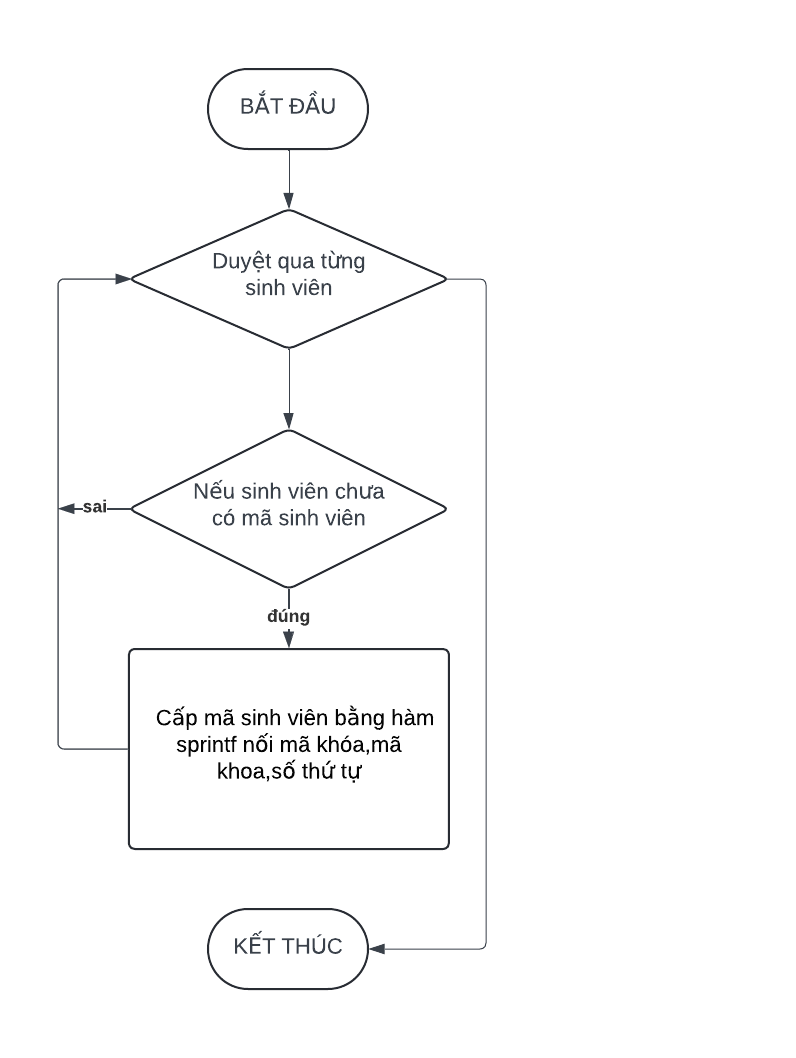 BẮT ĐẦU
Duyệt qua từng
sinh viên
Nếu sinh viên chưa
có mã sinh viên
sai
đúng
Cấp mã sinh viên bằng hàm
sprintf nối mã khóa,mã
khoa,số thứ tự
KẾT THÚC